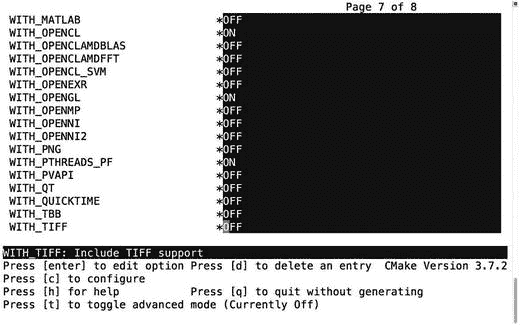 Page 7 of 8
WITH_MATLAB *OFF
WITH_OPENCL *ON
WITH_OPENCLAMDBLAS *OFF
WITH_OPENCLAMDFFT *OFF
WITH_OPENCL_SVM *OFF
WITH_OPENEXR *OFF
WITH_OPENGL *ON
WITH_OPENMP *OFF
WITH_OPENNI *OFF
WITH_OPENNI2 *OFF
WITH_PNG *OFF
WITH_PTHREADS_PF *ON
WITH_PVAPI *OFF
WITH_QT *OFF
WITH_QUICKTIME *OFF
WITH_TBB *OFF
WITH_TIFF *OFF
WITH_TIFF: Include TIFF support
Press [enter] to edit option Press [d] to delete an entry CMake Version 3.7.2
Press [c] to configure
Press [h] for help Press [q] to quit without generating
Press [t] to toggle advanced mode (Currently Off)